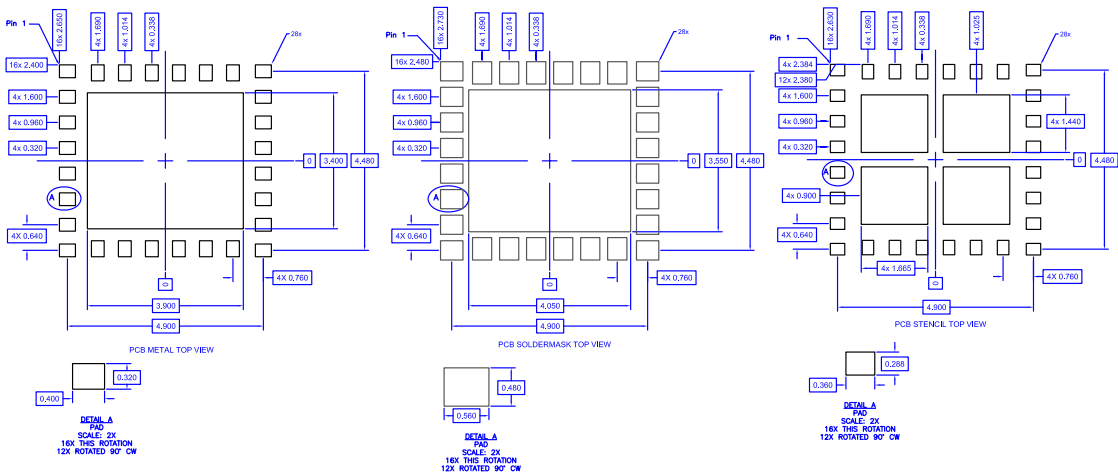 Pin 1
16x 2.650
4x 1.690
4x 1.014
4x 0.338
28x
16x 2.400
4x 1.600
4x 0.960
4x 0.320
0
3.400
4.480
A
4X 0.640
4X 0.760
0
3.900
4.900
PCB METAL TOP VIEW
0.320
0.400
DETAIL A
PAD
SCALE: 2X
16X THIS ROTATION
12X ROTATED 90° CW
Pin 1
16x 2.730
4x 1.690
4x 1.014
4x 0.338
28x
16x 2.480
4x 1.600
4x 0.960
4x 0.320
0
3.550
4.480
A
4X 0.640
4X 0.760
0
4.050
4.900
PCB SOLDERMASK TOP VIEW
0.480
0.560
DETAIL A
PAD
SCALE: 2X
16X THIS ROTATION
12X ROTATED 90° CW
Pin 1
16x 2.630
4x 1.690
4x 1.014
4x 0.338
4x 1.025
28x
4x 2.384
12x 2.380
4x 1.600
4x 1.440
4x 0.960
4x 0.320
0
4.480
A
4x 0.900
4X 0.640
4x 1.665
4X 0.760
0
4.900
PCB STENCIL TOP VIEW
0.288
0.360
DETAIL A
PAD
SCALE: 2X
16X THIS ROTATION
12X ROTATED 90° CW